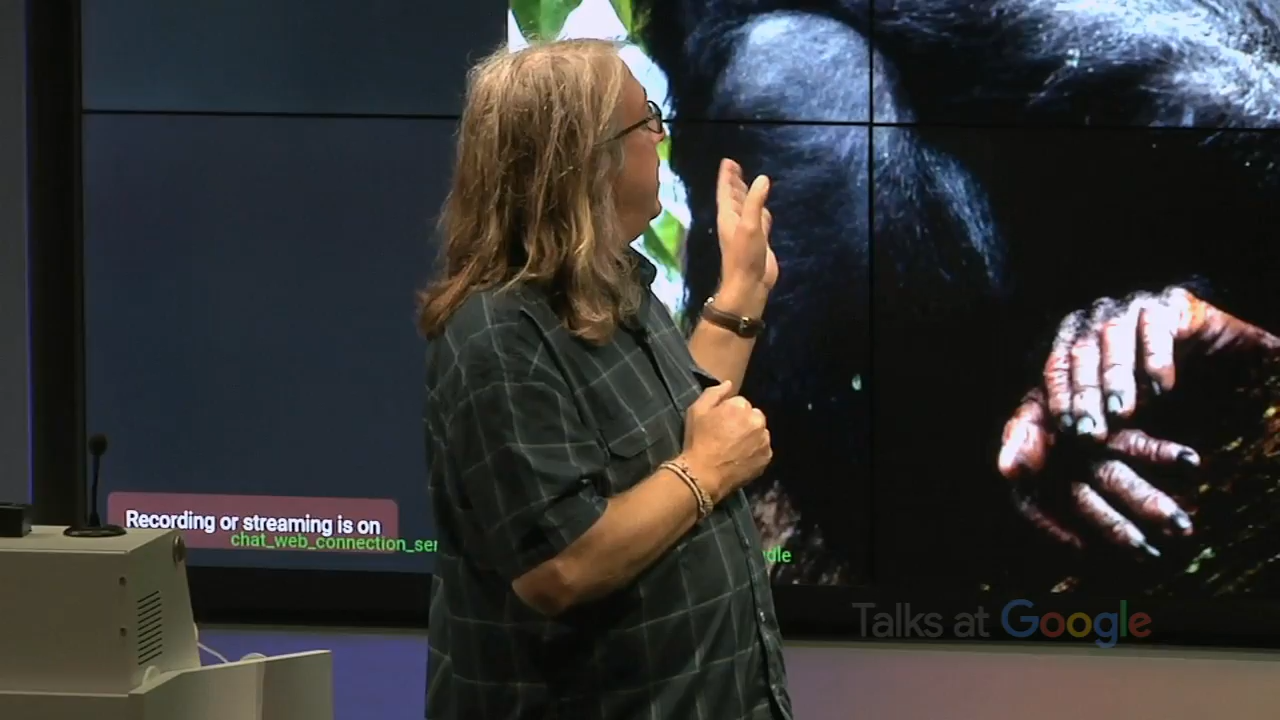 Recording or streaming is on
chat_web_connection_ser
dle
Talks at Google